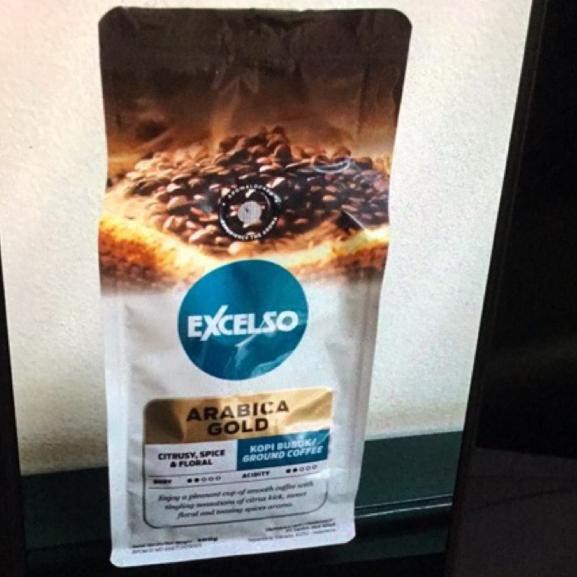 EXCELSO
ARABICA
GOLD
CITRUSY, SPICE
& FLORAL
KOPI BUBUK/
GROUND COFFEE
BODY
ACIDITY
Enjoy a pleasant cup of smooth coffee with
tingling sensations of citrus kick, sweet
floral and teasing spices aroma.